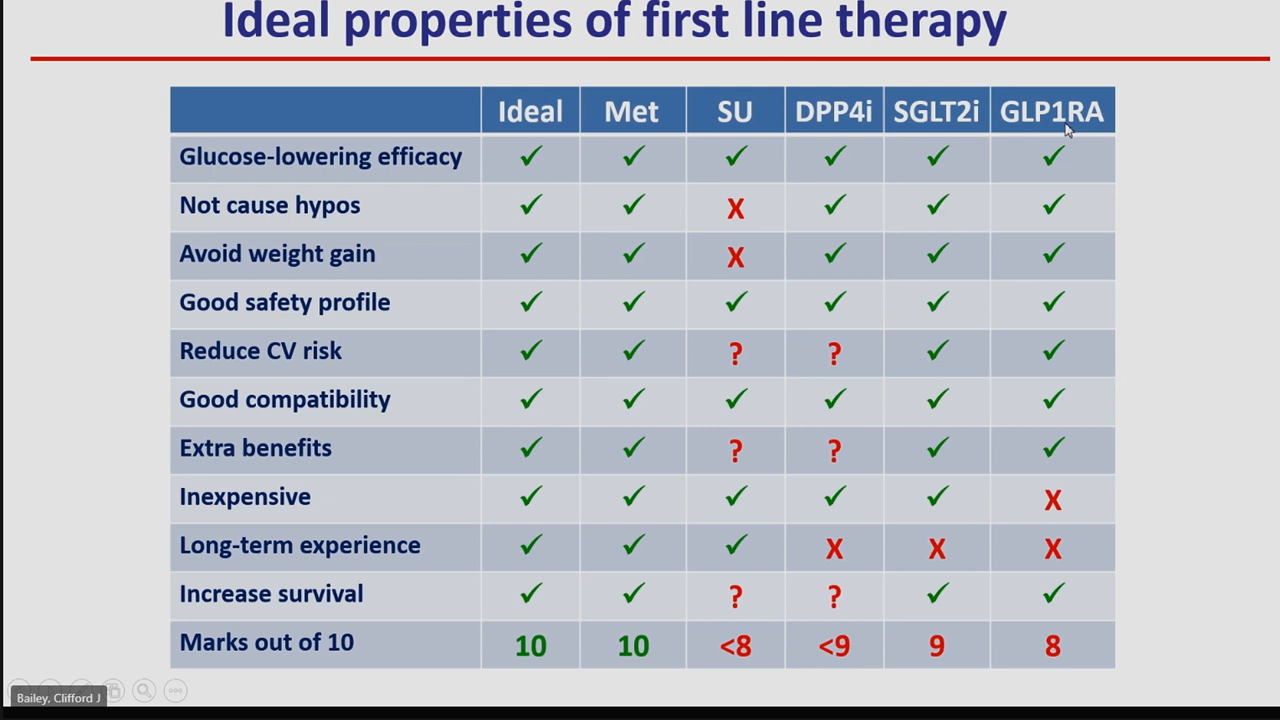 Ideal properties of first line therapy
Ideal Met SU DPP4i SGLT2i GLP1RA
Glucose-lowering efficacy ✓ ✓ ✓ ✓ ✓ ✓
Not cause hypos ✓ ✓ X ✓ ✓ ✓
Avoid weight gain ✓ ✓ X ✓ ✓ ✓
Good safety profile ✓ ✓ ✓ ✓ ✓ ✓
Reduce CV risk ✓ ✓ ? ? ✓ ✓
Good compatibility ✓ ✓ ✓ ✓ ✓ ✓
Extra benefits ✓ ✓ ? ? ✓ ✓
Inexpensive ✓ ✓ ✓ ✓ ✓ X
Long-term experience ✓ ✓ ✓ X X X
Increase survival ✓ ✓ ? ? ✓ ✓
Marks out of 10 10 10 <8 <9 9 8
Bailey, Clifford J